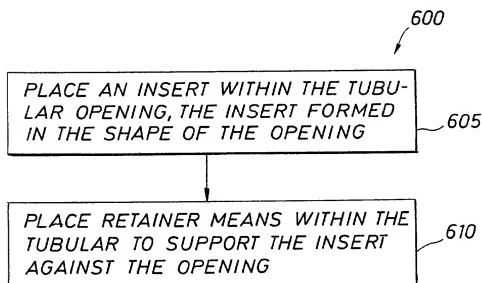 600
PLACE AN INSERT WITHIN THE TUBU-
LAR OPENING, THE INSERT FORMED
IN THE SHAPE OF THE OPENING
605
PLACE RETAINER MEANS WITHIN THE
TUBULAR TO SUPPORT THE INSERT
AGAINST THE OPENING
610